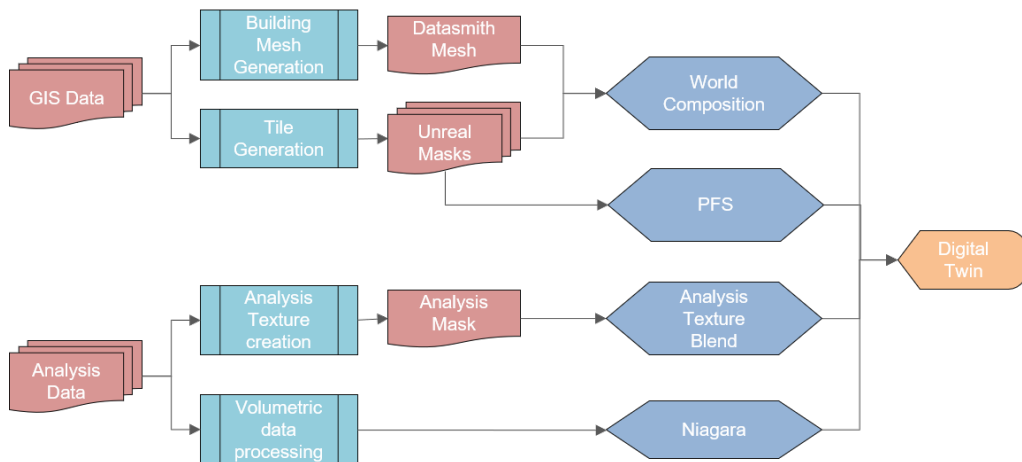 Building
Mesh
Generation
Datasmith
Mesh
GIS Data
World
Composition
Tile
Generation
Unreal
Masks
PFS
Digital
Twin
Analysis
Texture
creation
Analysis
Mask
Analysis
Texture
Blend
Analysis
Data
Volumetric
data
processing
Niagara